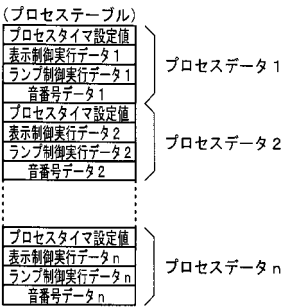 (プロセステーブル)
プロセスタイマ設定値
表示制御実行データ1
ランプ制御実行データ1
音番号データ1
プロセスデータ1
プロセスタイマ設定値
表示制御実行データ2
ランプ制御実行データ2
音番号データ2
プロセスデータ2
プロセスタイマ設定値
表示制御実行データn
ランプ制御実行データn
音番号データn
プロセスデータn